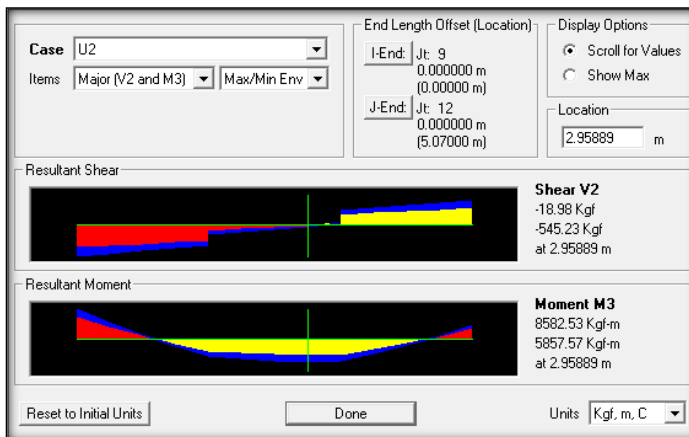 Case U2
Items Major (V2 and M3) Max/Min Env
End Length Offset (Location)
I-End: Jt: 9
0.000000 m
(0.00000 m)
J-End: Jt: 12
0.000000 m
(5.07000 m)
Display Options
Scroll for Values
Show Max
Location
2.95889 m
Resultant Shear
Shear V2
-18.98 Kgf
-545.23 Kgf
at 2.95889 m
Resultant Moment
Moment M3
8582.53 Kgf-m
5857.57 Kgf-m
at 2.95889 m
Reset to Initial Units
Done
Units Kgf, m, C